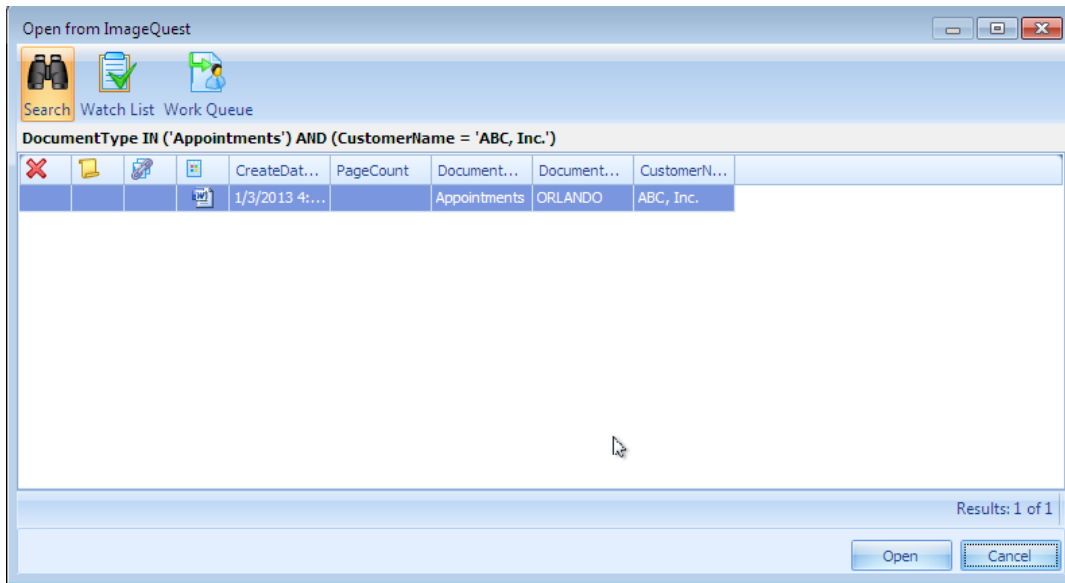 Open from ImageQuest
Search Watch List Work Queue
DocumentType IN ('Appointments') AND (CustomerName = 'ABC, Inc.')
CreateDat... PageCount Document... Document... CustomerN...
1/3/2013 4:... Appointments ORLANDO ABC, Inc.
Results: 1 of 1
Open Cancel